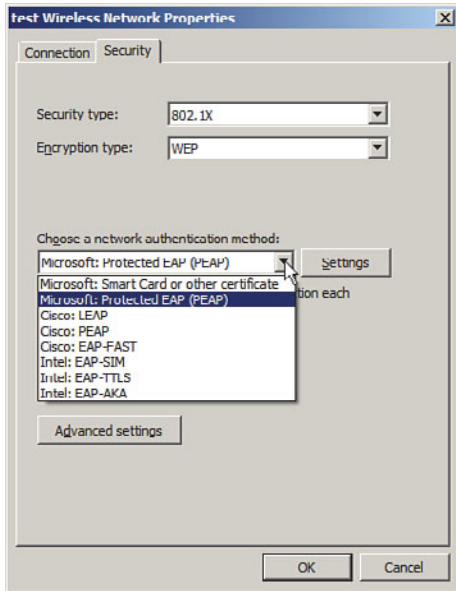 test Wireless Network Properties
Connection Security
Security type: 802.1X
Encryption type: WEP
Choose a network authentication method:
Microsoft: Protected EAP (PEAP) Settings
Microsoft: Smart Card or other certificate
Microsoft: Protected EAP (PEAP) tion each
Cisco: LEAP
Cisco: PEAP
Cisco: EAP-FAST
Intel: EAP-SIM
Intel: EAP-TTLS
Intel: EAP-AKA
Advanced settings
OK Cancel